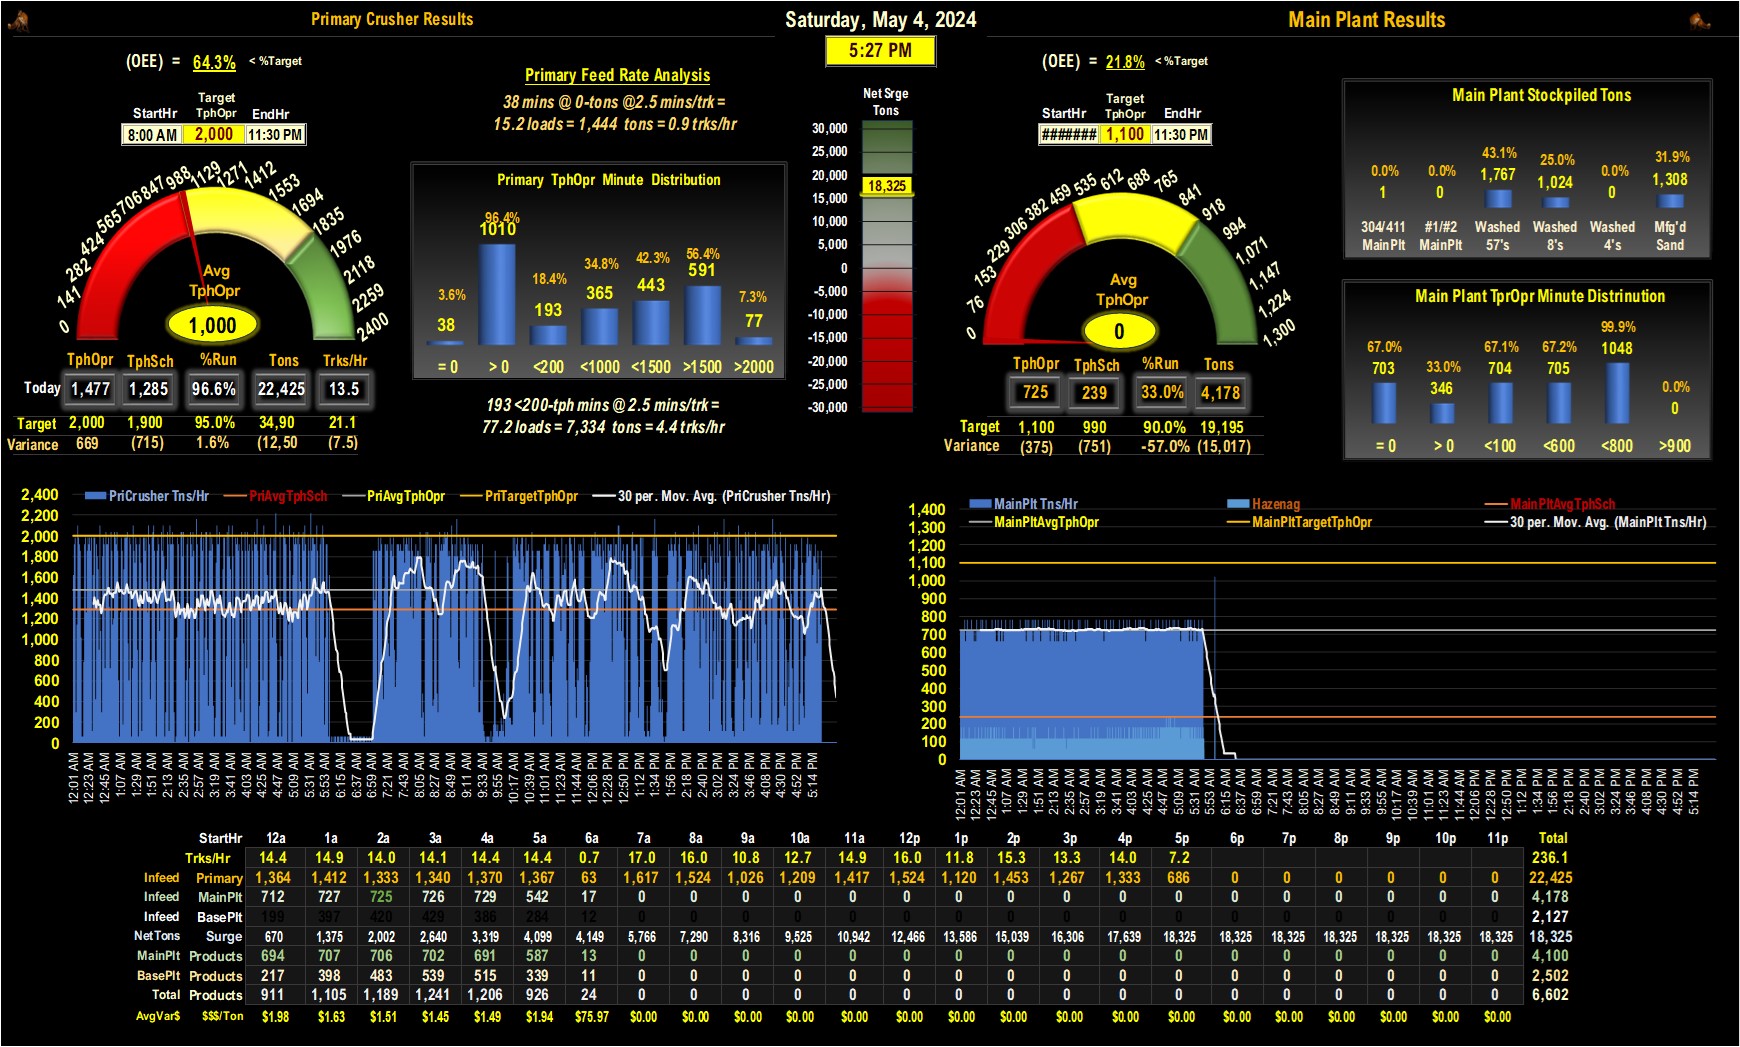 Primary Crusher Results
Saturday, May 4, 2024
Main Plant Results
5:27 PM
(OEE) = 64.3% < %Target
StartHr Target TphOpr EndHr
8:00 AM 2,000 11:30 PM
0 141 282 424 565 706 847 988 1129 1271 1412 1553 1694 1835 1976 2118 2259 2400
Avg
TphOpr
1,000
TphOpr TphSch %Run Tons Trks/Hr
Today 1,477 1,285 96.6% 22,425 13.5
Target 2,000 1,900 95.0% 34,90 21.1
Variance 669 (715) 1.6% (12,50 (7.5)
Primary Feed Rate Analysis
38 mins @ 0-tons @2.5 mins/trk =
15.2 loads = 1,444 tons = 0.9 trks/hr
Primary TphOpr Minute Distribution
3.6% 96.4% 18.4% 34.8% 42.3% 56.4% 7.3%
38 1010 193 365 443 591 77
= 0 > 0 <200 <1000 <1500 >1500 >2000
193 <200-tph mins @ 2.5 mins/trk =
77.2 loads = 7,334 tons = 4.4 trks/hr
Net Srge
Tons
30,000
25,000
20,000
18,325
15,000
10,000
5,000
0
-5,000
-10,000
-15,000
-20,000
-25,000
-30,000
(OEE) = 21.8% < %Target
StartHr Target TphOpr EndHr
####### 1,100 11:30 PM
0 76 153 229 306 382 459 535 612 688 765 841 918 994 1,071 1,147 1,224 1,300
Avg
TphOpr
0
TphOpr TphSch %Run Tons
725 239 33.0% 4,178
Target 1,100 990 90.0% 19,195
Variance (375) (751) -57.0% (15,017)
Main Plant Stockpiled Tons
0.0% 0.0% 43.1% 25.0% 0.0% 31.9%
1 0 1,767 1,024 0 1,308
304/411 #1/#2 Washed Washed Washed Mfg'd
MainPlt MainPlt 57's 8's 4's Sand
Main Plant TprOpr Minute Distrinution
67.0% 33.0% 67.1% 67.2% 99.9% 0.0%
703 346 704 705 1048 0
= 0 > 0 <100 <600 <800 >900
PriCrusher Tns/Hr PriAvgTphSch PriAvgTphOpr PriTargetTphOpr 30 per. Mov. Avg. (PriCrusher Tns/Hr)
2,400
2,200
2,000
1,800
1,600
1,400
1,200
1,000
800
600
400
200
0
12:01 AM 12:23 AM 12:45 AM 1:07 AM 1:29 AM 1:51 AM 2:13 AM 2:35 AM 2:57 AM 3:19 AM 3:41 AM 4:03 AM 4:25 AM 4:47 AM 5:09 AM 5:31 AM 5:53 AM 6:15 AM 6:37 AM 6:59 AM 7:21 AM 7:43 AM 8:05 AM 8:27 AM 8:49 AM 9:11 AM 9:33 AM 9:55 AM 10:17 AM 10:39 AM 11:01 AM 11:23 AM 11:44 AM 12:06 PM 12:28 PM 12:50 PM 1:12 PM 1:34 PM 1:56 PM 2:18 PM 2:40 PM 3:02 PM 3:24 PM 3:46 PM 4:08 PM 4:30 PM 4:52 PM 5:14 PM
MainPlt Tns/Hr Hazenag MainPltAvgTphSch
MainPltAvgTphOpr MainPltTargetTphOpr 30 per. Mov. Avg. (MainPlt Tns/Hr)
1,400
1,300
1,200
1,100
1,000
900
800
700
600
500
400
300
200
100
0
12:01 AM 12:23 AM 12:45 AM 1:07 AM 1:29 AM 1:51 AM 2:13 AM 2:35 AM 2:57 AM 3:19 AM 3:41 AM 4:03 AM 4:25 AM 4:47 AM 5:09 AM 5:31 AM 5:53 AM 6:15 AM 6:37 AM 6:59 AM 7:21 AM 7:43 AM 8:05 AM 8:27 AM 8:49 AM 9:11 AM 9:33 AM 9:55 AM 10:17 AM 10:39 AM 11:01 AM 11:23 AM 11:44 AM 12:06 PM 12:28 PM 12:50 PM 1:12 PM 1:34 PM 1:56 PM 2:18 PM 2:40 PM 3:02 PM 3:24 PM 3:46 PM 4:08 PM 4:30 PM 4:52 PM 5:14 PM
StartHr 12a 1a 2a 3a 4a 5a 6a 7a 8a 9a 10a 11a 12p 1p 2p 3p 4p 5p 6p 7p 8p 9p 10p 11p Total
Trks/Hr 14.4 14.9 14.0 14.1 14.4 14.4 0.7 17.0 16.0 10.8 12.7 14.9 16.0 11.8 15.3 13.3 14.0 7.2 236.1
Infeed Primary 1,364 1,412 1,333 1,340 1,370 1,367 63 1,617 1,524 1,026 1,209 1,417 1,524 1,120 1,453 1,267 1,333 686 0 0 0 0 0 0 22,425
Infeed MainPlt 712 727 725 726 729 542 17 0 0 0 0 0 0 0 0 0 0 0 0 0 0 0 0 0 4,178
Infeed BasePlt 199 397 420 429 386 284 12 0 0 0 0 0 0 0 0 0 0 0 0 0 0 0 0 0 2,127
NetTons Surge 670 1,375 2,002 2,640 3,319 4,099 4,149 5,766 7,290 8,316 9,525 10,942 12,466 13,586 15,039 16,306 17,639 18,325 18,325 18,325 18,325 18,325 18,325 18,325 18,325
MainPlt Products 694 707 706 702 691 587 13 0 0 0 0 0 0 0 0 0 0 0 0 0 0 0 0 0 4,100
BasePlt Products 217 398 483 539 515 339 11 0 0 0 0 0 0 0 0 0 0 0 0 0 0 0 0 0 2,502
Total Products 911 1,105 1,189 1,241 1,206 926 24 0 0 0 0 0 0 0 0 0 0 0 0 0 0 0 0 0 6,602
AvgVar$ $$$/Ton $1.98 $1.63 $1.51 $1.45 $1.49 $1.94 $75.97 $0.00 $0.00 $0.00 $0.00 $0.00 $0.00 $0.00 $0.00 $0.00 $0.00 $0.00 $0.00 $0.00 $0.00 $0.00 $0.00 $0.00